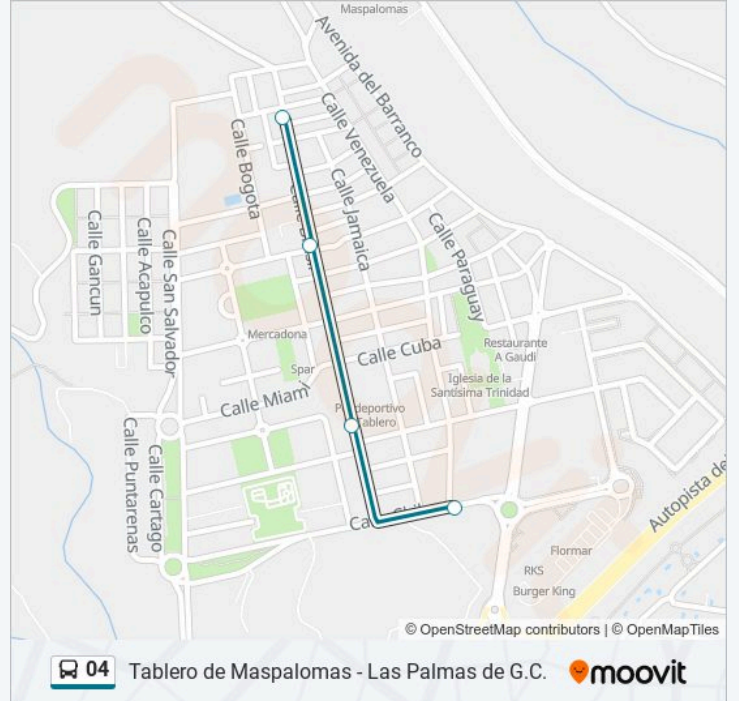 Maspalomas
Avenida del Barranco
Calle Venezuela
Calle Bogota
Calle Jamaica
Calle Paraguay
Calle Gancun
Calle Acapulco
Calle San Salvador
Mercadona
Spar
Calle Cuba
Restaurante
A Gaudi
Iglesia de la
Santísima Trinidad
Calle Miami
Tablero
Calle Puntarenas
Calle Cartago
Autopista de
Flormar
RKS
Burger King
© OpenStreetMap contributors | © OpenMapTiles
04 Tablero de Maspalomas - Las Palmas de G.C. moovit